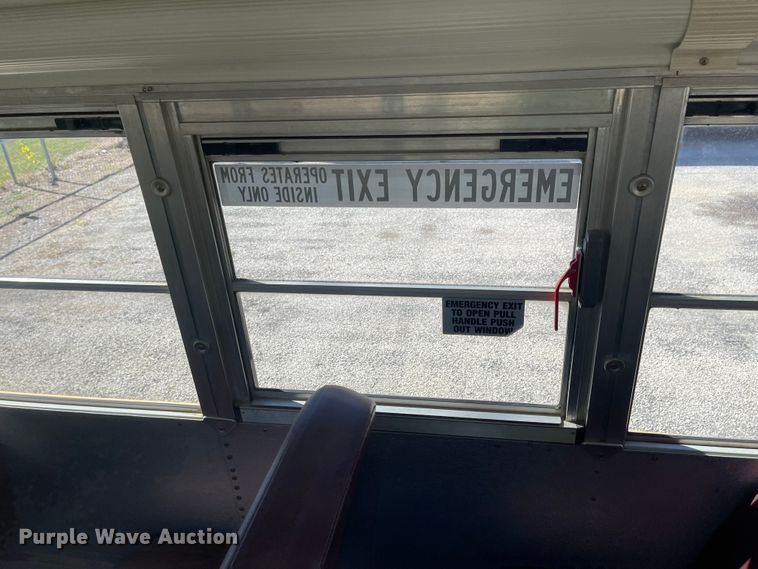 EMERGENCY EXIT OPERATES FROM
INSIDE ONLY
EMERGENCY EXIT
TO OPEN PULL
HANDLE PUSH
OUT WINDOW
Purple Wave Auction